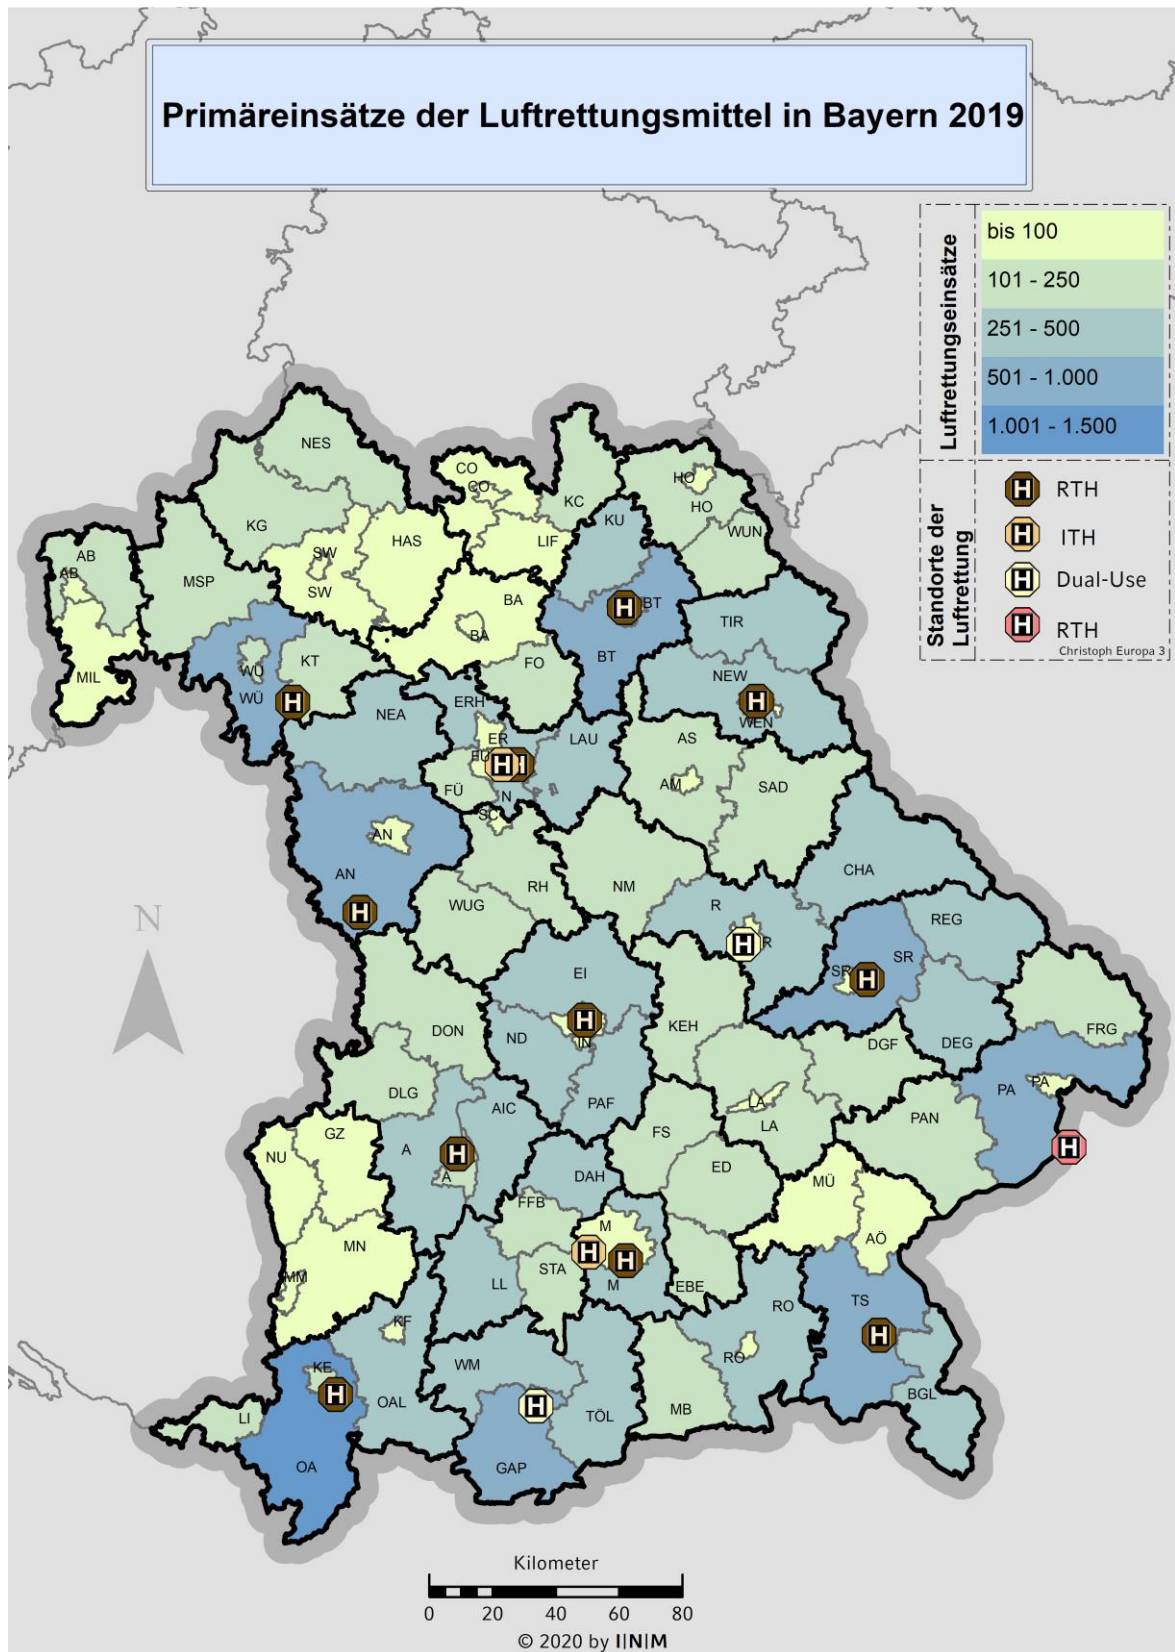 Primäreinsätze der Luftrettungsmittel in Bayern 2019
Luftrettungseinsätze
bis 100
101 - 250
251 - 500
501 - 1.000
1.001 - 1.500
Standorte der
Luftrettung
H RTH
H ITH
H Dual-Use
H RTH
Christoph Europa 3
NES
CO
CO
KC
HO
HO
KG
KU
WUN
HAS
LIF
SW
SW
AB
AB
MSP
BA
BA
H BT
BT
TIR
MIL
WÜ
WÜ
KT
FO
H
NEW
H
WEN
NEA
ERH
ER
FÜ
H H
LAU
AS
FÜ
N
AM
SAD
SC
AN
AN
RH
NM
CHA
WUG
H
R
H R
REG
SR
SR
H
N
EI
H
IN
ND
KEH
DON
DGF
DEG
FRG
PA
PA
DLG
PAF
LA
LA
AIC
PAN
GZ
NU
A
H
A
FS
ED
H
DAH
FFB
MÜ
M
MN
H
H
AÖ
MM
LL
STA
M
EBE
RO
TS
KF
RO
H
KE
H
WM
BGL
OAL
H
LI
TÖL
MB
OA
GAP
Kilometer
0 20 40 60 80
© 2020 by I|N|M